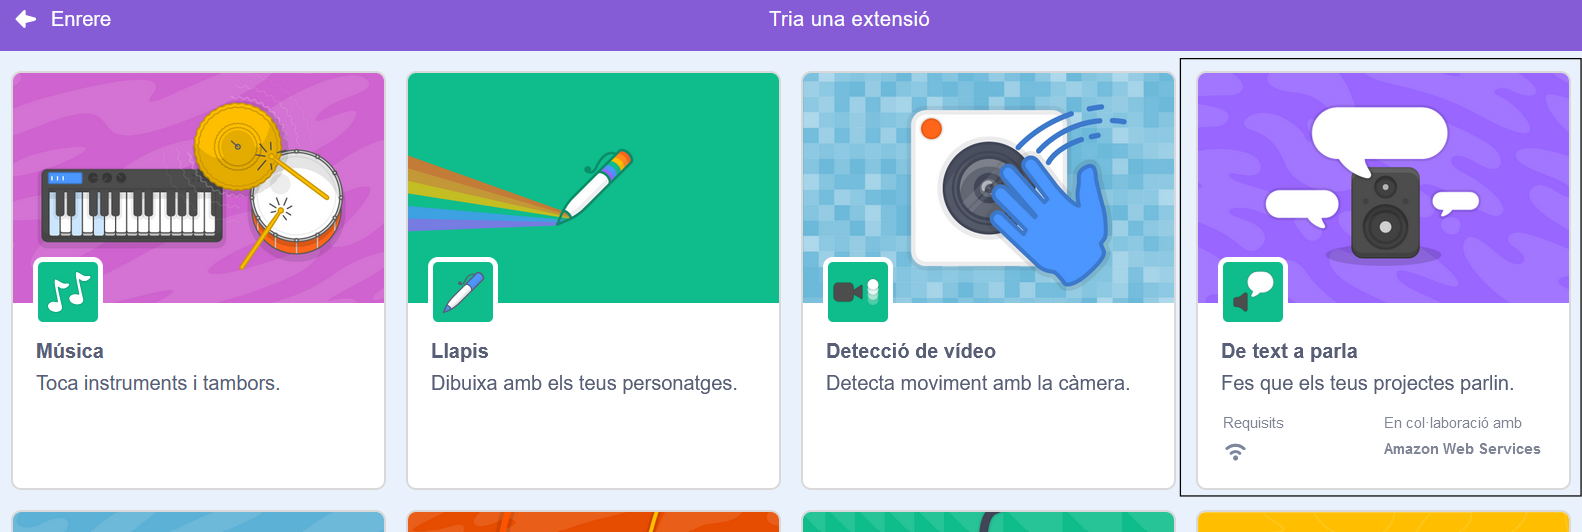 Enrere
Tria una extensió
Música
Toca instruments i tambors.
Llapis
Dibuixa amb els teus personatges.
Detecció de vídeo
Detecta moviment amb la càmera.
De text a parla
Fes que els teus projectes parlin.
Requisits
En col·laboració amb
Amazon Web Services